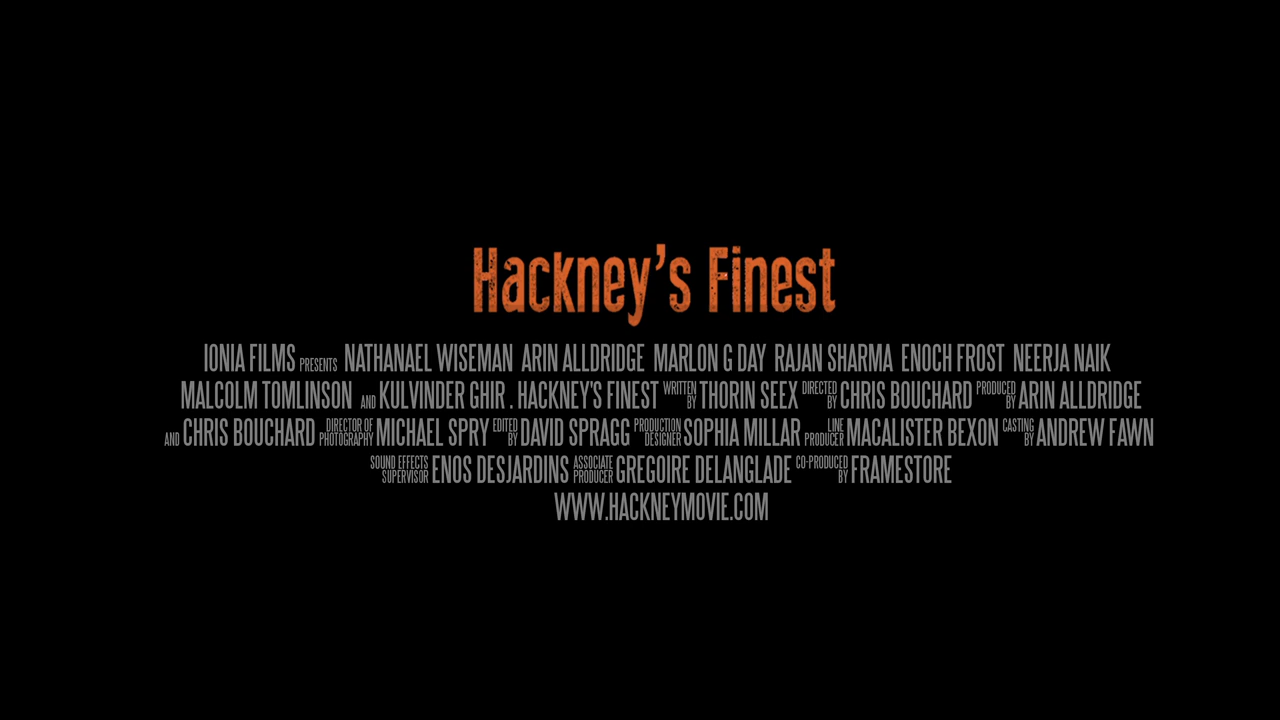 Hackney's Finest
IONIA FILMS PRESENTS NATHANAEL WISEMAN ARIN ALLDRIDGE MARLON G DAY RAJAN SHARMA ENOCH FROST NEERJA NAIK
MALCOLM TOMLINSON AND KULVINDER GHIR . HACKNEY'S FINEST WRITTEN BY THORIN SEEX DIRECTED BY CHRIS BOUCHARD PRODUCED BY ARIN ALLDRIDGE
AND CHRIS BOUCHARD DIRECTOR OF PHOTOGRAPHY MICHAEL SPRY EDITED BY DAVID SPRAGG PRODUCTION DESIGNER SOPHIA MILLAR LINE PRODUCER MACALISTER BEXON CASTING BY ANDREW FAWN
SOUND EFFECTS SUPERVISOR ENOS DESJARDINS ASSOCIATE PRODUCER GREGOIRE DELANGLADE CO-PRODUCED BY FRAMESTORE
WWW.HACKNEYMOVIE.COM